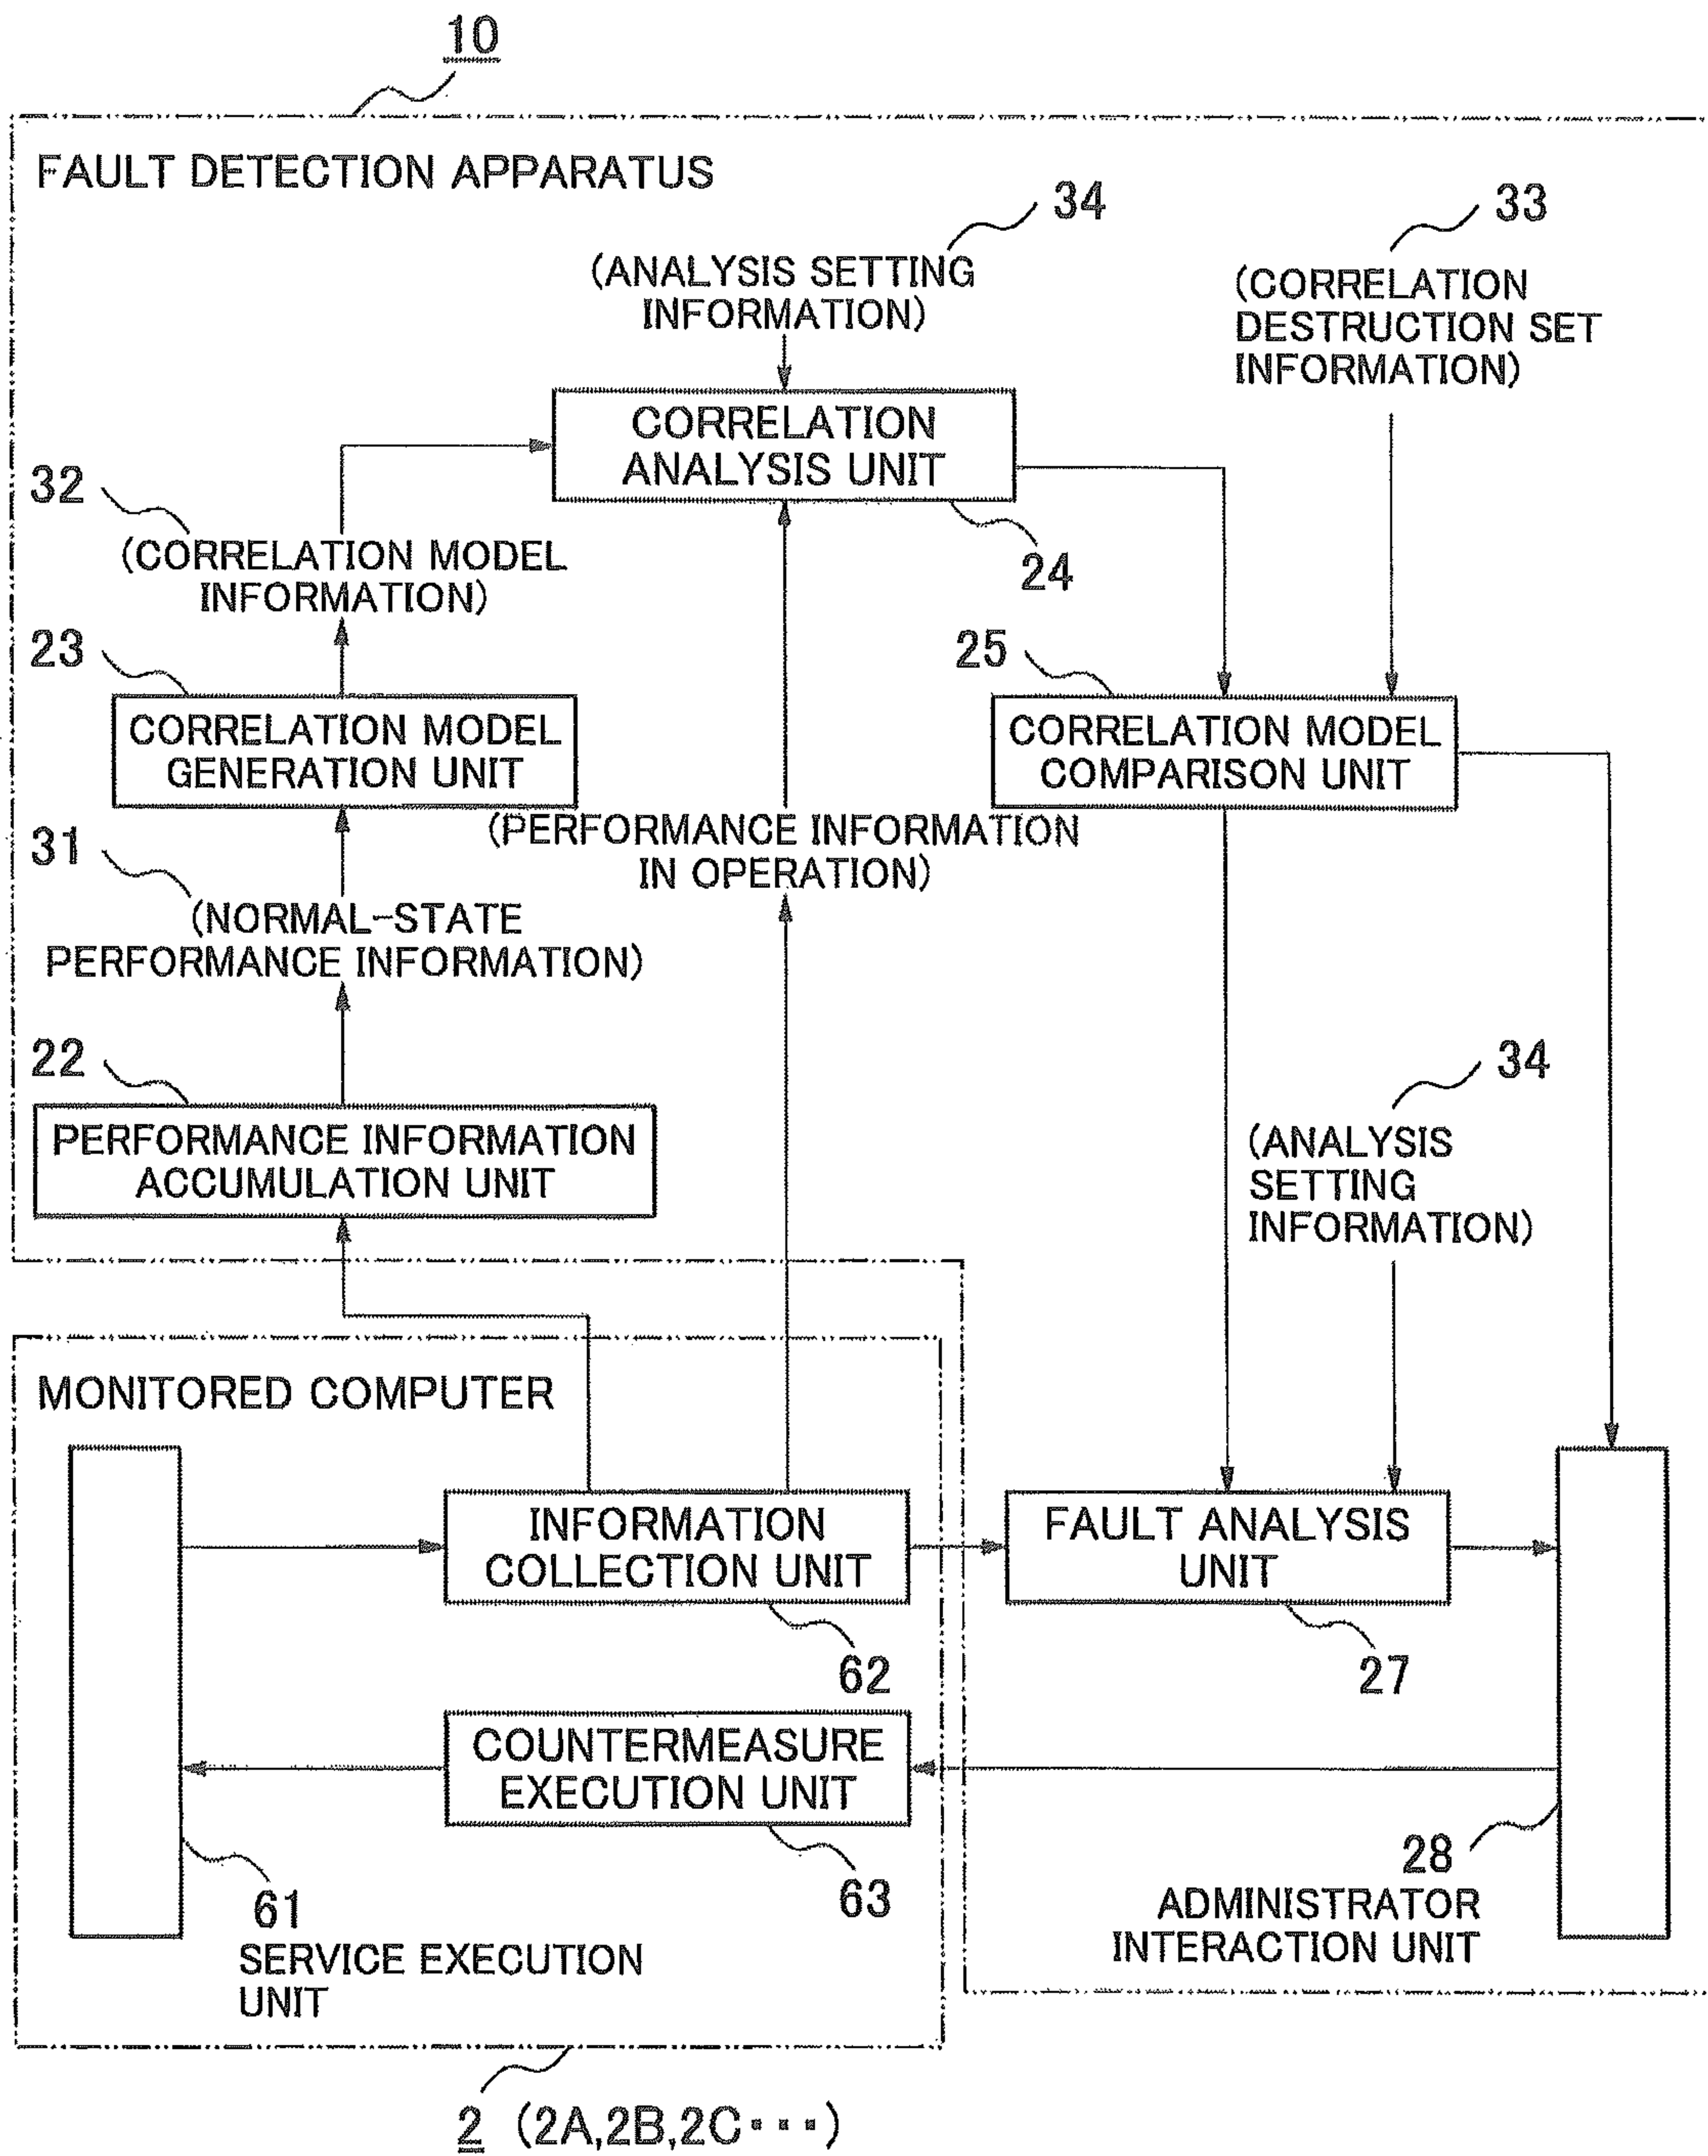 10
FAULT DETECTION APPARATUS
34
33
(ANALYSIS SETTING
INFORMATION)
(CORRELATION
DESTRUCTION SET
INFORMATION)
CORRELATION
ANALYSIS UNIT
32
24
(CORRELATION MODEL
INFORMATION)
23
25
CORRELATION MODEL
GENERATION UNIT
CORRELATION MODEL
COMPARISON UNIT
31
(PERFORMANCE INFORMATION
IN OPERATION)
(NORMAL-STATE
PERFORMANCE INFORMATION)
22
34
PERFORMANCE INFORMATION
ACCUMULATION UNIT
(ANALYSIS
SETTING
INFORMATION)
MONITORED COMPUTER
INFORMATION
COLLECTION UNIT
FAULT ANALYSIS
UNIT
62
27
COUNTERMEASURE
EXECUTION UNIT
63
28
ADMINISTRATOR
INTERACTION UNIT
61
SERVICE EXECUTION
UNIT
2 (2A,2B,2C···)